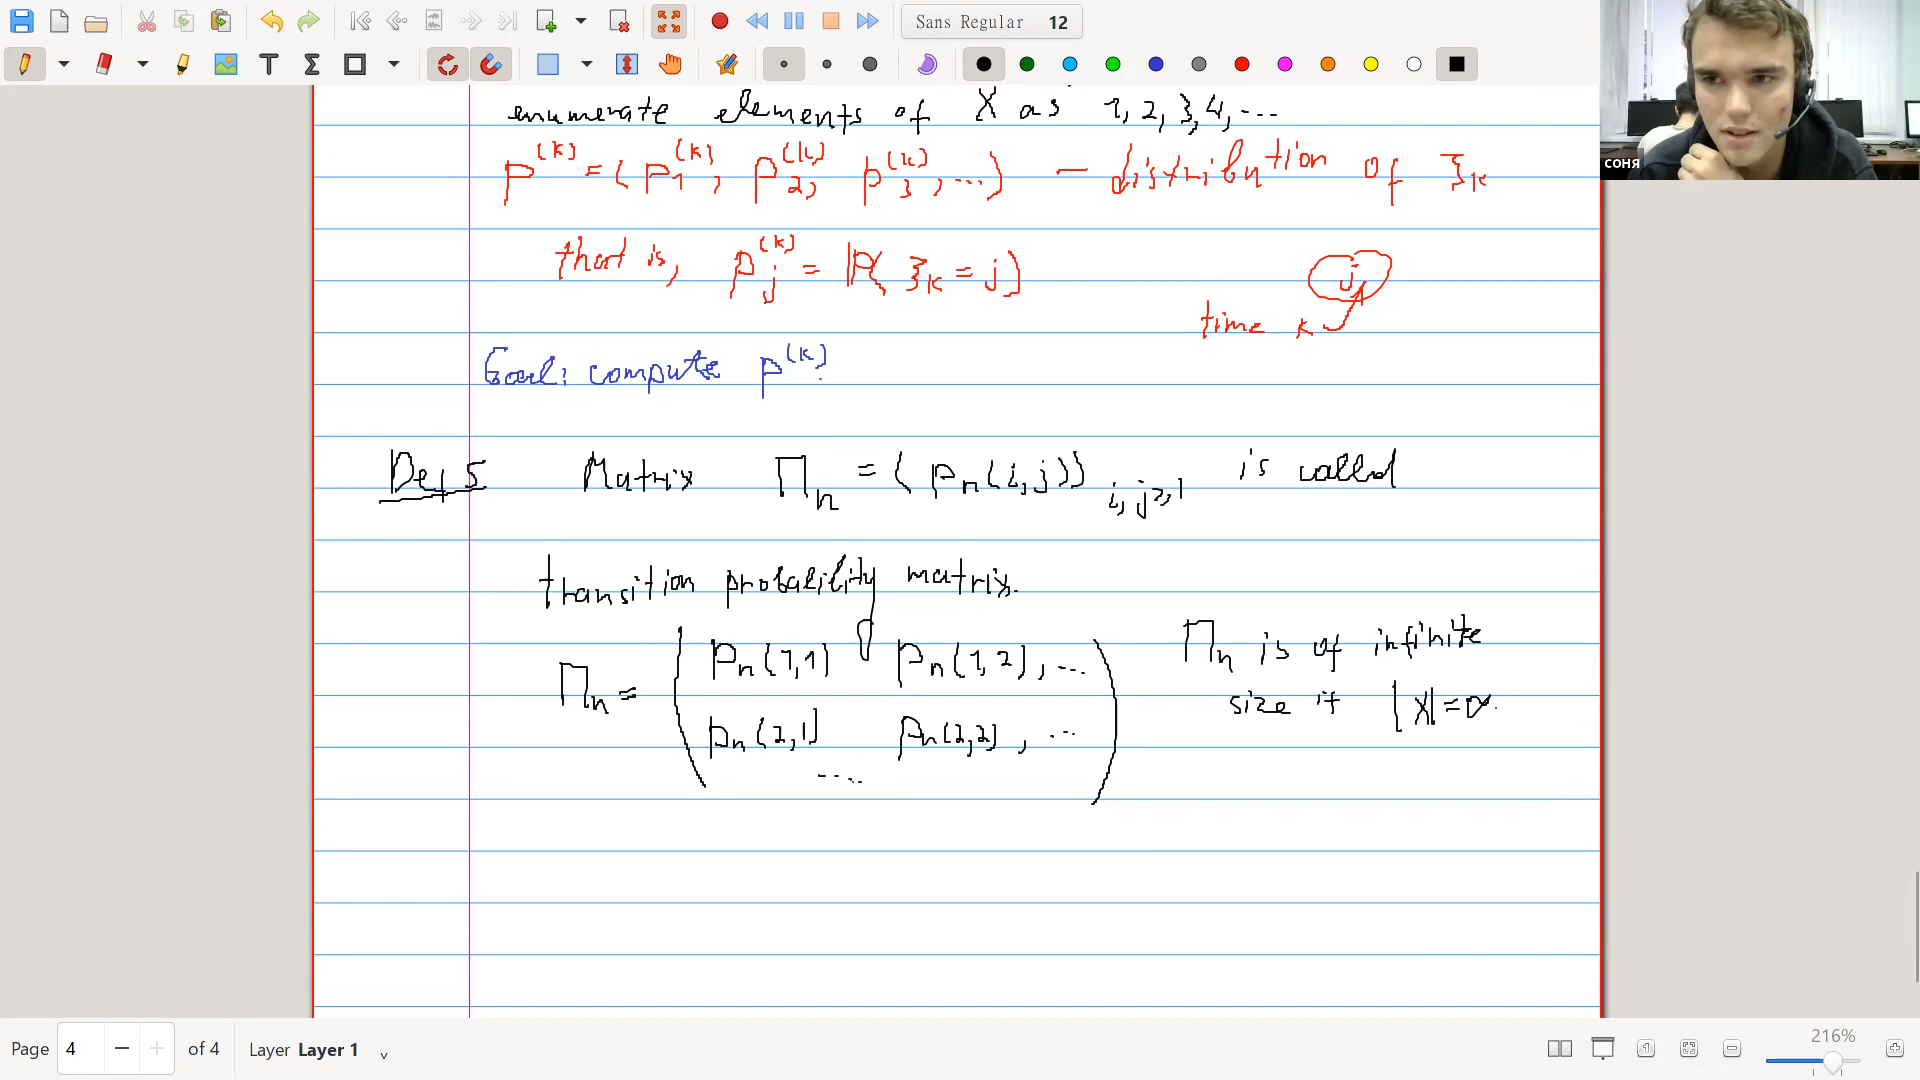 Sans Regular 12
enumerate elements of X as 1, 2, 3, 4, ...
p^(k) = (p_1^(k), p_2^(k), p_3^(k), ...) — distribution of ξ_k
that is, p_j^(k) = ℙ(ξ_k = j)
j
time k
Goal: compute p^(k)
Def 5 Matrix Π_n = (p_n(i,j))_{i,j≥1} is called
transition probability matrix.
Π_n = ( p_n(1,1) p_n(1,2), ...
p_n(2,1) p_n(2,2), ...
.... )
Π_n is of infinite
size if |X| = ∞.
СОНЯ
Page 4 of 4 Layer Layer 1
216%